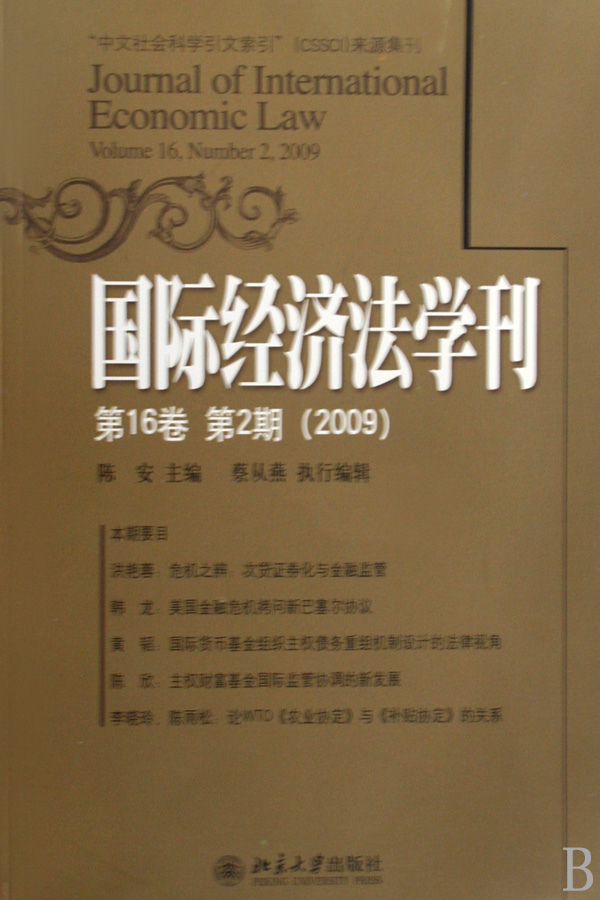 “中文社会科学引文索引”(CSSCI)来源集刊
Journal of International
Economic Law
Volume 16, Number 2, 2009
国际经济法学刊
第16卷 第2期(2009)
陈 安 主编 蔡从燕 执行编辑
本期要目
洪艳蓉:危机之辨:次贷证券化与金融监管
韩 龙:美国金融危机拷问新巴塞尔协议
黄 韬:国际货币基金组织主权债务重组机制设计的法律视角
陈 欣:主权财富基金国际监管协调的新发展
李晓玲、陈雨松:论WTO《农业协定》与《补贴协定》的关系
北京大学出版社
PEKING UNIVERSITY PRESS
B